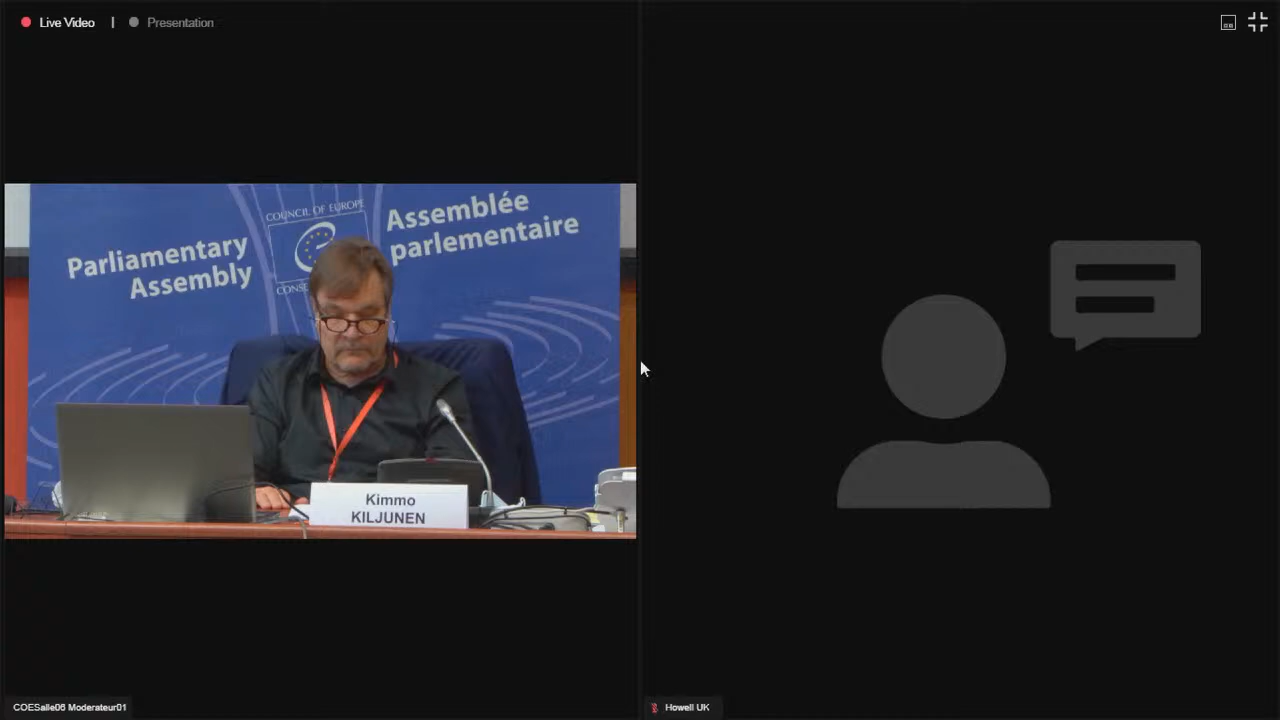 Live Video | Presentation
Parliamentary
Assembly
COUNCIL OF EUROPE
Assemblée
parlementaire
Kimmo
KILJUNEN
COESalle06 Moderateur01
Howell UK